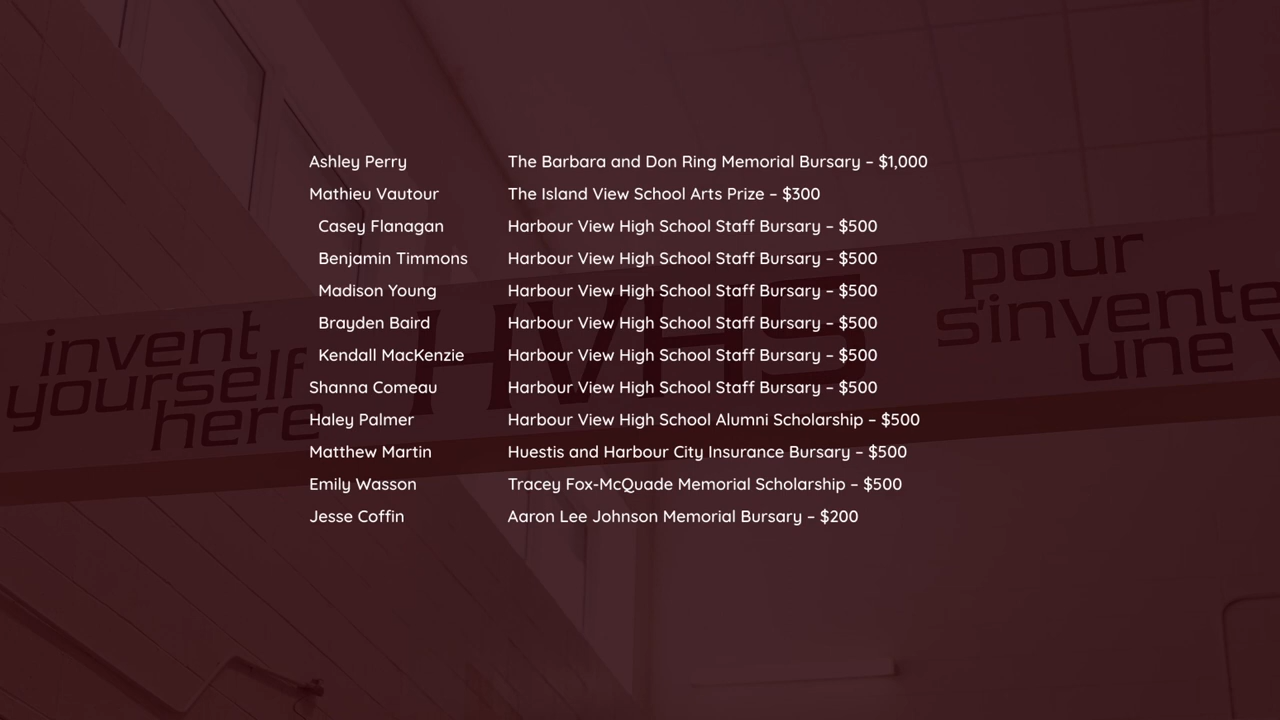 Ashley Perry The Barbara and Don Ring Memorial Bursary – $1,000
Mathieu Vautour The Island View School Arts Prize – $300
Casey Flanagan Harbour View High School Staff Bursary – $500
Benjamin Timmons Harbour View High School Staff Bursary – $500
Madison Young Harbour View High School Staff Bursary – $500
Brayden Baird Harbour View High School Staff Bursary – $500
Kendall MacKenzie Harbour View High School Staff Bursary – $500
Shanna Comeau Harbour View High School Staff Bursary – $500
Haley Palmer Harbour View High School Alumni Scholarship – $500
Matthew Martin Huestis and Harbour City Insurance Bursary – $500
Emily Wasson Tracey Fox-McQuade Memorial Scholarship – $500
Jesse Coffin Aaron Lee Johnson Memorial Bursary – $200
invent
yourself
here
HVHS
pour
s'invente
une